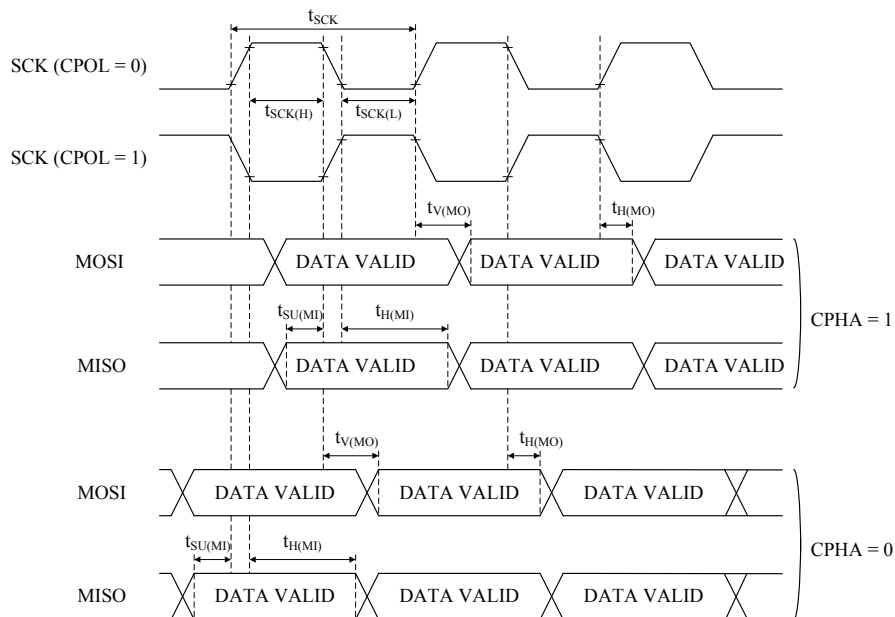 tSCK
SCK (CPOL = 0)
tSCK(H)
tSCK(L)
SCK (CPOL = 1)
tV(MO)
tH(MO)
MOSI
DATA VALID
DATA VALID
DATA VALID
tSU(MI)
tH(MI)
CPHA = 1
MISO
DATA VALID
DATA VALID
DATA VALID
tV(MO)
tH(MO)
MOSI
DATA VALID
DATA VALID
DATA VALID
tSU(MI)
tH(MI)
CPHA = 0
MISO
DATA VALID
DATA VALID
DATA VALID